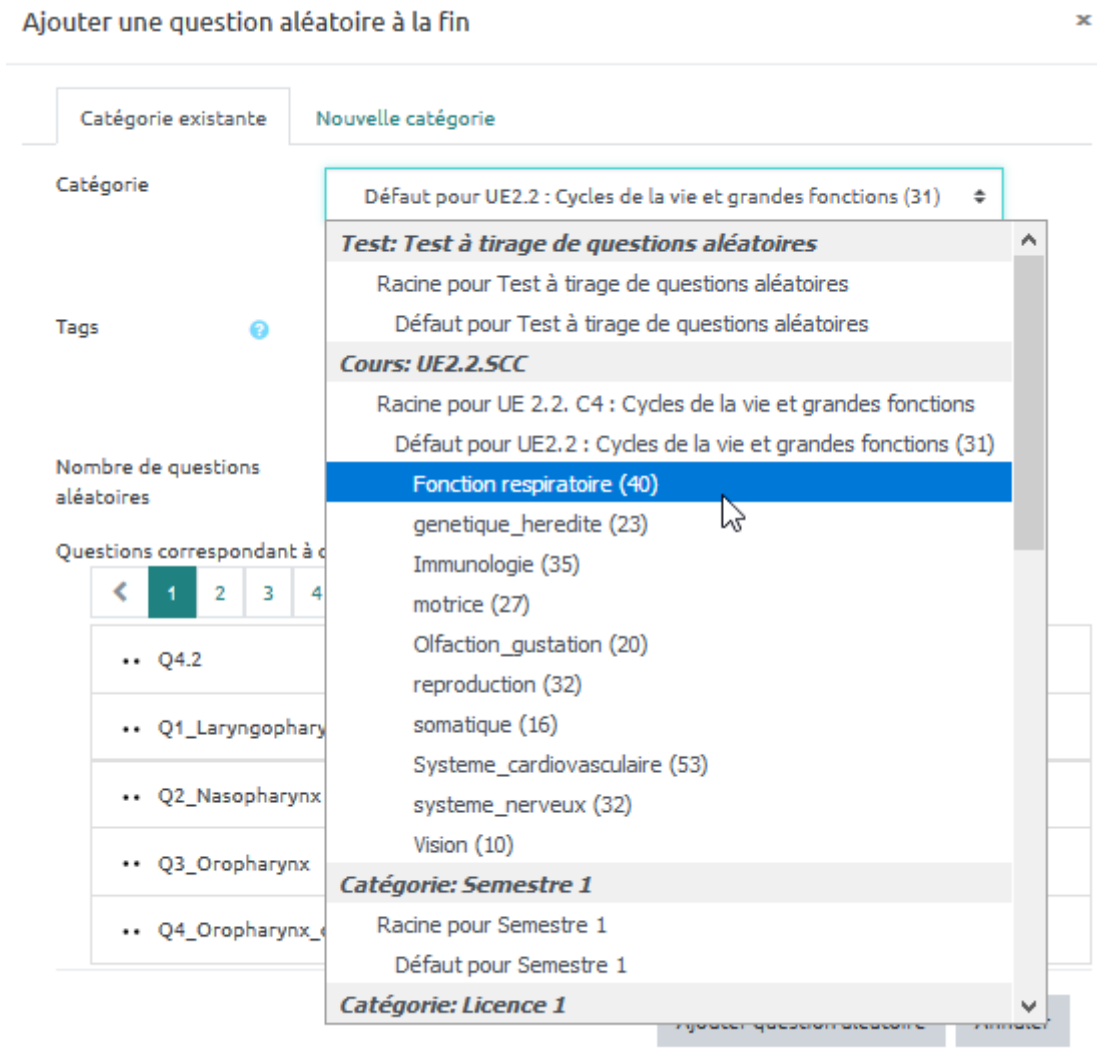 Ajouter une question aléatoire à la fin
Catégorie existante
Nouvelle catégorie
Catégorie
Défaut pour UE2.2 : Cycles de la vie et grandes fonctions (31)
Test: Test à tirage de questions aléatoires
Racine pour Test à tirage de questions aléatoires
Tags
Défaut pour Test à tirage de questions aléatoires
Cours: UE2.2.SCC
Racine pour UE 2.2. C4 : Cycles de la vie et grandes fonctions
Défaut pour UE2.2 : Cycles de la vie et grandes fonctions (31)
Nombre de questions
aléatoires
Fonction respiratoire (40)
genetique_heredite (23)
Questions correspondant à
Immunologie (35)
1 2 3 4
motrice (27)
Q4.2
Olfaction_gustation (20)
reproduction (32)
Q1_Laryngophary
somatique (16)
Systeme_cardiovasculaire (53)
Q2_Nasopharynx
systeme_nerveux (32)
Vision (10)
Q3_Oropharynx
Catégorie: Semestre 1
Racine pour Semestre 1
Q4_Oropharynx_
Défaut pour Semestre 1
Catégorie: Licence 1
Ajouter question aléatoire
Annuler